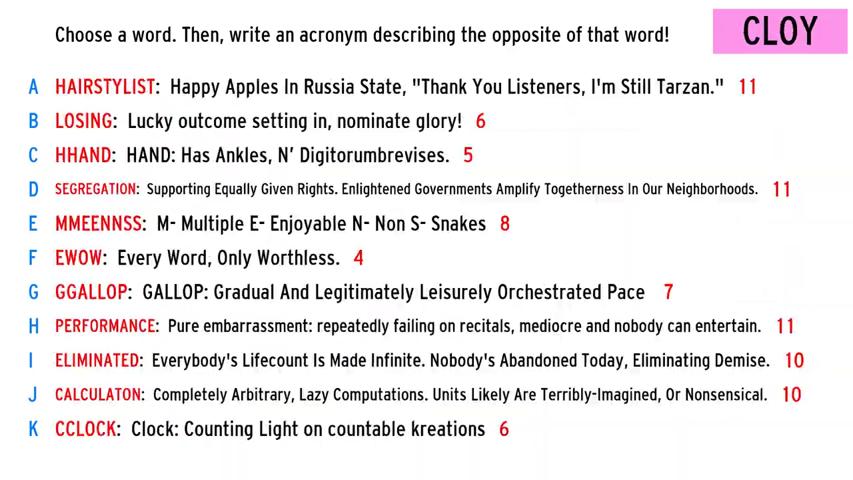 Choose a word. Then, write an acronym describing the opposite of that word!
CLOY
A HAIRSTYLIST: Happy Apples In Russia State, "Thank You Listeners, I'm Still Tarzan." 11
B LOSING: Lucky outcome setting in, nominate glory! 6
C HHAND: HAND: Has Ankles, N' Digitorumbrevises. 5
D SEGREGATION: Supporting Equally Given Rights. Enlightened Governments Amplify Togetherness In Our Neighborhoods. 11
E MMEENNSS: M- Multiple E- Enjoyable N- Non S- Snakes 8
F EWOW: Every Word, Only Worthless. 4
G GGALLOP: GALLOP: Gradual And Legitimately Leisurely Orchestrated Pace 7
H PERFORMANCE: Pure embarrassment: repeatedly failing on recitals, mediocre and nobody can entertain. 11
I ELIMINATED: Everybody's Lifecount Is Made Infinite. Nobody's Abandoned Today, Eliminating Demise. 10
J CALCULATON: Completely Arbitrary, Lazy Computations. Units Likely Are Terribly-Imagined, Or Nonsensical. 10
K CCLOCK: Clock: Counting Light on countable kreations 6